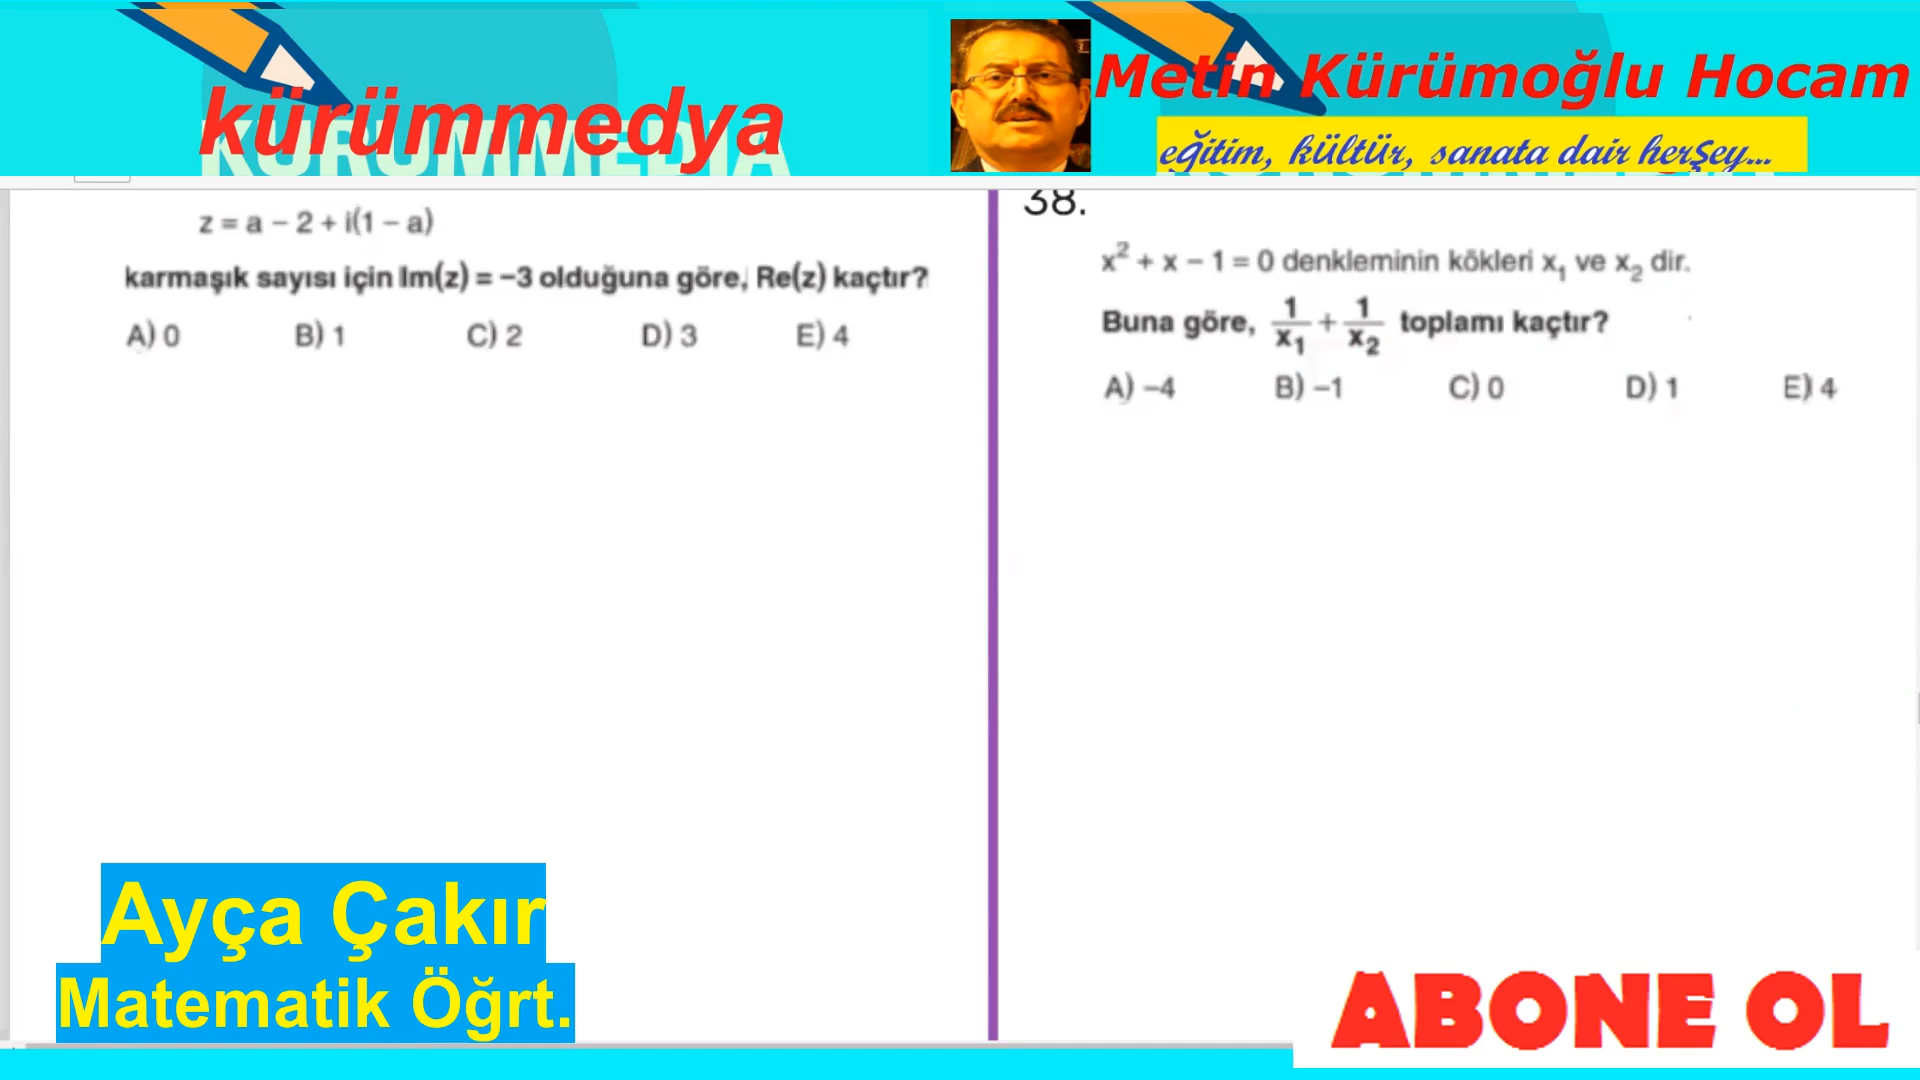 kürümmedya
KÜRÜMMEDYA
Metin Kürümoğlu Hocam
eğitim, kültür, sanata dair herşey...
z = a – 2 + i(1 – a)
karmaşık sayısı için Im(z) = –3 olduğuna göre, Re(z) kaçtır?
A) 0 B) 1 C) 2 D) 3 E) 4
38.
x² + x – 1 = 0 denkleminin kökleri x₁ ve x₂ dir.
Buna göre, 1/x₁ + 1/x₂ toplamı kaçtır?
A) –4 B) –1 C) 0 D) 1 E) 4
Ayça Çakır
Matematik Öğrt.
ABONE OL